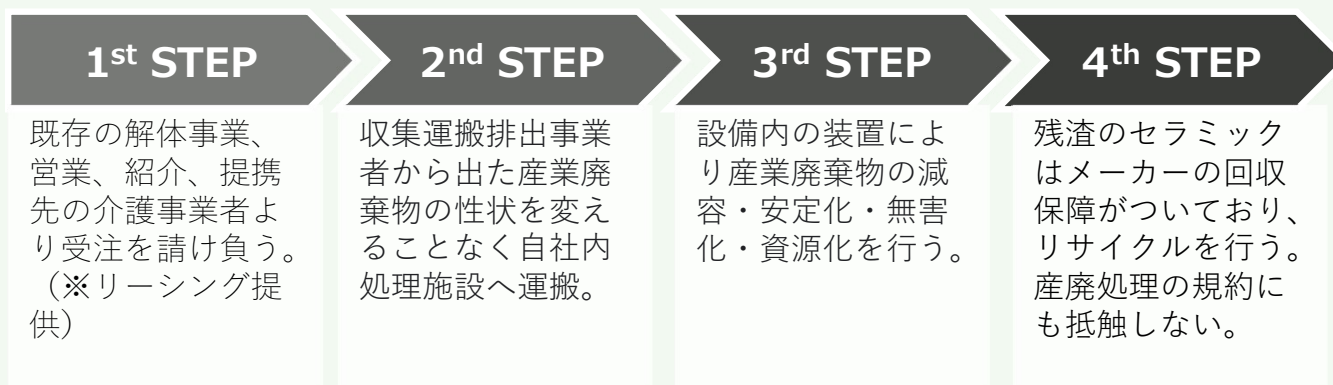 1st STEP
既存の解体事業、
営業、紹介、提携
先の介護事業者よ
り受注を請け負う。
（※リーシング提
供）
2nd STEP
収集運搬排出事業
者から出た産業廃
棄物の性状を変え
ることなく自社内
処理施設へ運搬。
3rd STEP
設備内の装置によ
り産業廃棄物の減
容・安定化・無害
化・資源化を行う。
4th STEP
残渣のセラミック
はメーカーの回収
保障がついており、
リサイクルを行う。
産廃処理の規約に
も抵触しない。